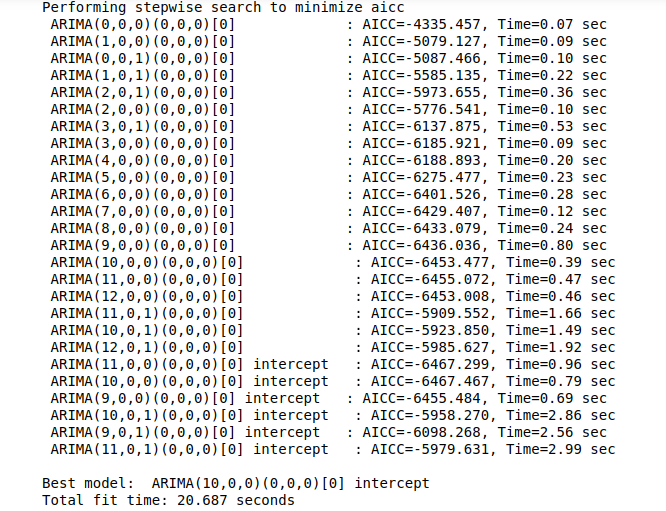 Performing stepwise search to minimize aicc
ARIMA(0,0,0)(0,0,0)[0]             : AICC=-4335.457, Time=0.07 sec
ARIMA(1,0,0)(0,0,0)[0]             : AICC=-5079.127, Time=0.09 sec
ARIMA(0,0,1)(0,0,0)[0]             : AICC=-5087.466, Time=0.10 sec
ARIMA(1,0,1)(0,0,0)[0]             : AICC=-5585.135, Time=0.22 sec
ARIMA(2,0,1)(0,0,0)[0]             : AICC=-5973.655, Time=0.36 sec
ARIMA(2,0,0)(0,0,0)[0]             : AICC=-5776.541, Time=0.10 sec
ARIMA(3,0,1)(0,0,0)[0]             : AICC=-6137.875, Time=0.53 sec
ARIMA(3,0,0)(0,0,0)[0]             : AICC=-6185.921, Time=0.09 sec
ARIMA(4,0,0)(0,0,0)[0]             : AICC=-6188.893, Time=0.20 sec
ARIMA(5,0,0)(0,0,0)[0]             : AICC=-6275.477, Time=0.23 sec
ARIMA(6,0,0)(0,0,0)[0]             : AICC=-6401.526, Time=0.28 sec
ARIMA(7,0,0)(0,0,0)[0]             : AICC=-6429.407, Time=0.12 sec
ARIMA(8,0,0)(0,0,0)[0]             : AICC=-6433.079, Time=0.24 sec
ARIMA(9,0,0)(0,0,0)[0]             : AICC=-6436.036, Time=0.80 sec
ARIMA(10,0,0)(0,0,0)[0]             : AICC=-6453.477, Time=0.39 sec
ARIMA(11,0,0)(0,0,0)[0]             : AICC=-6455.072, Time=0.47 sec
ARIMA(12,0,0)(0,0,0)[0]             : AICC=-6453.008, Time=0.46 sec
ARIMA(11,0,1)(0,0,0)[0]             : AICC=-5909.552, Time=1.66 sec
ARIMA(10,0,1)(0,0,0)[0]             : AICC=-5923.850, Time=1.49 sec
ARIMA(12,0,1)(0,0,0)[0]             : AICC=-5985.627, Time=1.92 sec
ARIMA(11,0,0)(0,0,0)[0] intercept   : AICC=-6467.299, Time=0.96 sec
ARIMA(10,0,0)(0,0,0)[0] intercept   : AICC=-6467.467, Time=0.79 sec
ARIMA(9,0,0)(0,0,0)[0] intercept   : AICC=-6455.484, Time=0.69 sec
ARIMA(10,0,1)(0,0,0)[0] intercept   : AICC=-5958.270, Time=2.86 sec
ARIMA(9,0,1)(0,0,0)[0] intercept   : AICC=-6098.268, Time=2.56 sec
ARIMA(11,0,1)(0,0,0)[0] intercept   : AICC=-5979.631, Time=2.99 sec
Best model:  ARIMA(10,0,0)(0,0,0)[0] intercept
Total fit time: 20.687 seconds